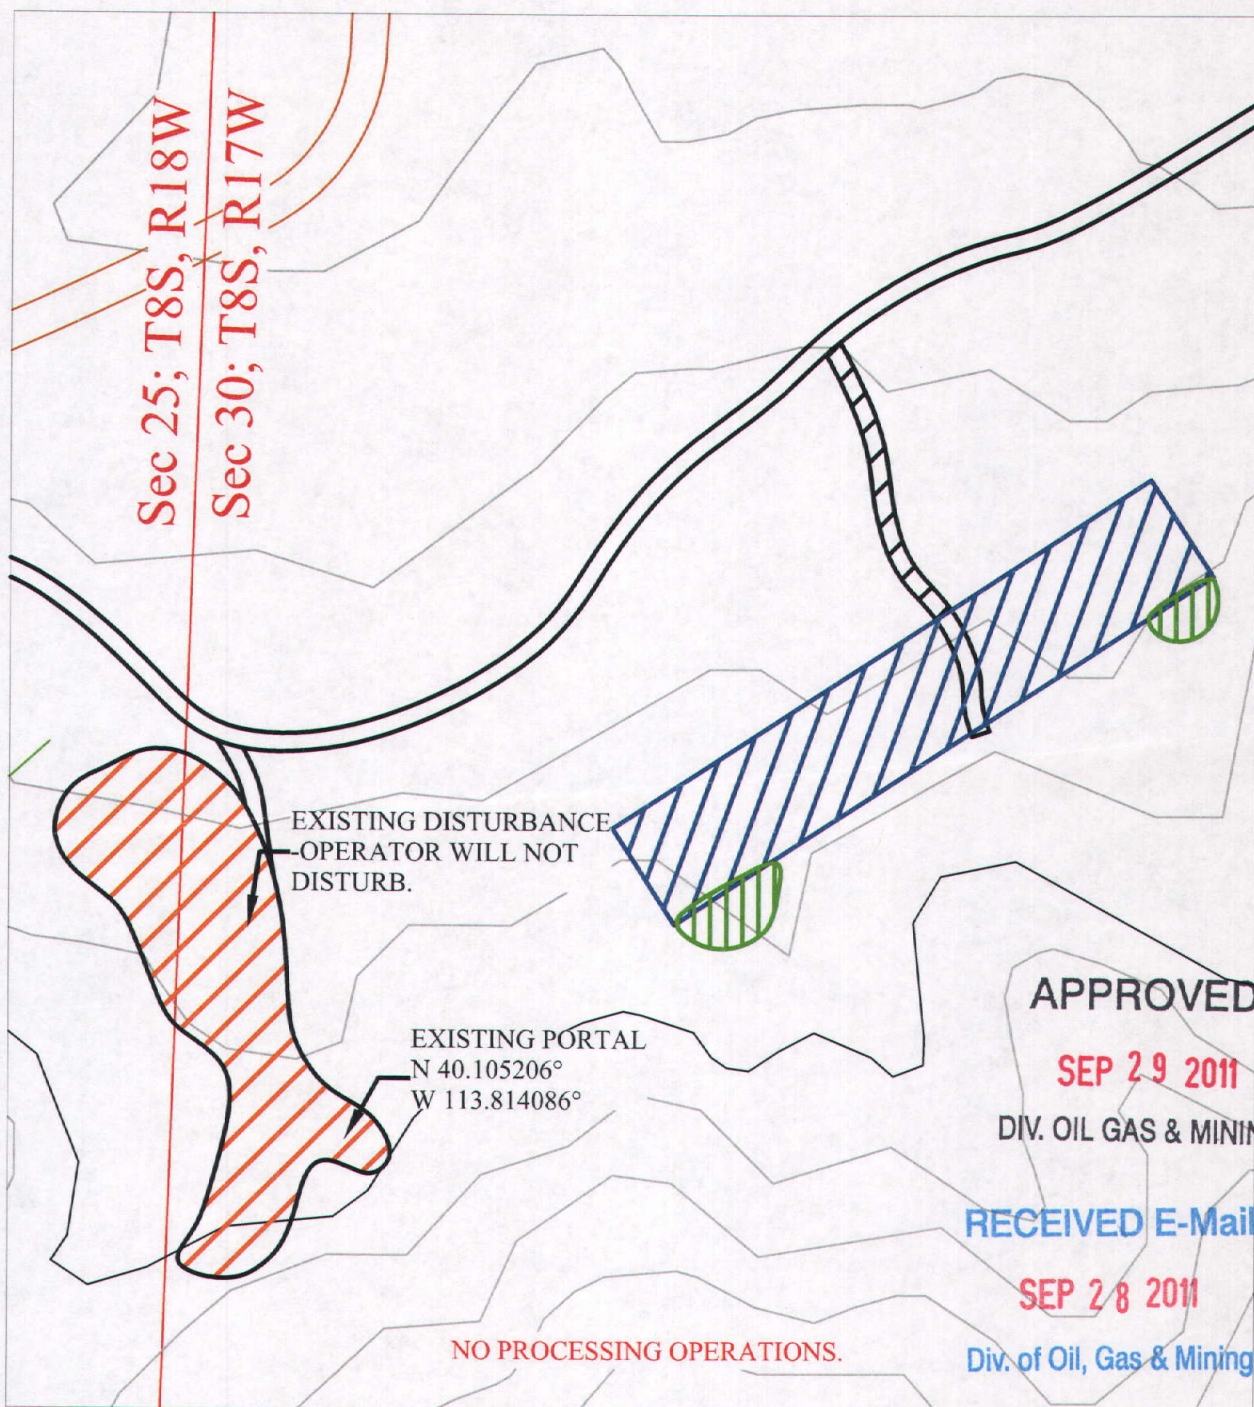 Sec 25; T8S, R18W
Sec 30; T8S, R17W
EXISTING DISTURBANCE
-OPERATOR WILL NOT
DISTURB.
EXISTING PORTAL
N 40.105206°
W 113.814086°
APPROVED
SEP 29 2011
DIV. OIL GAS & MININ
RECEIVED E-Mail
SEP 28 2011
Div. of Oil, Gas & Mining
NO PROCESSING OPERATIONS.